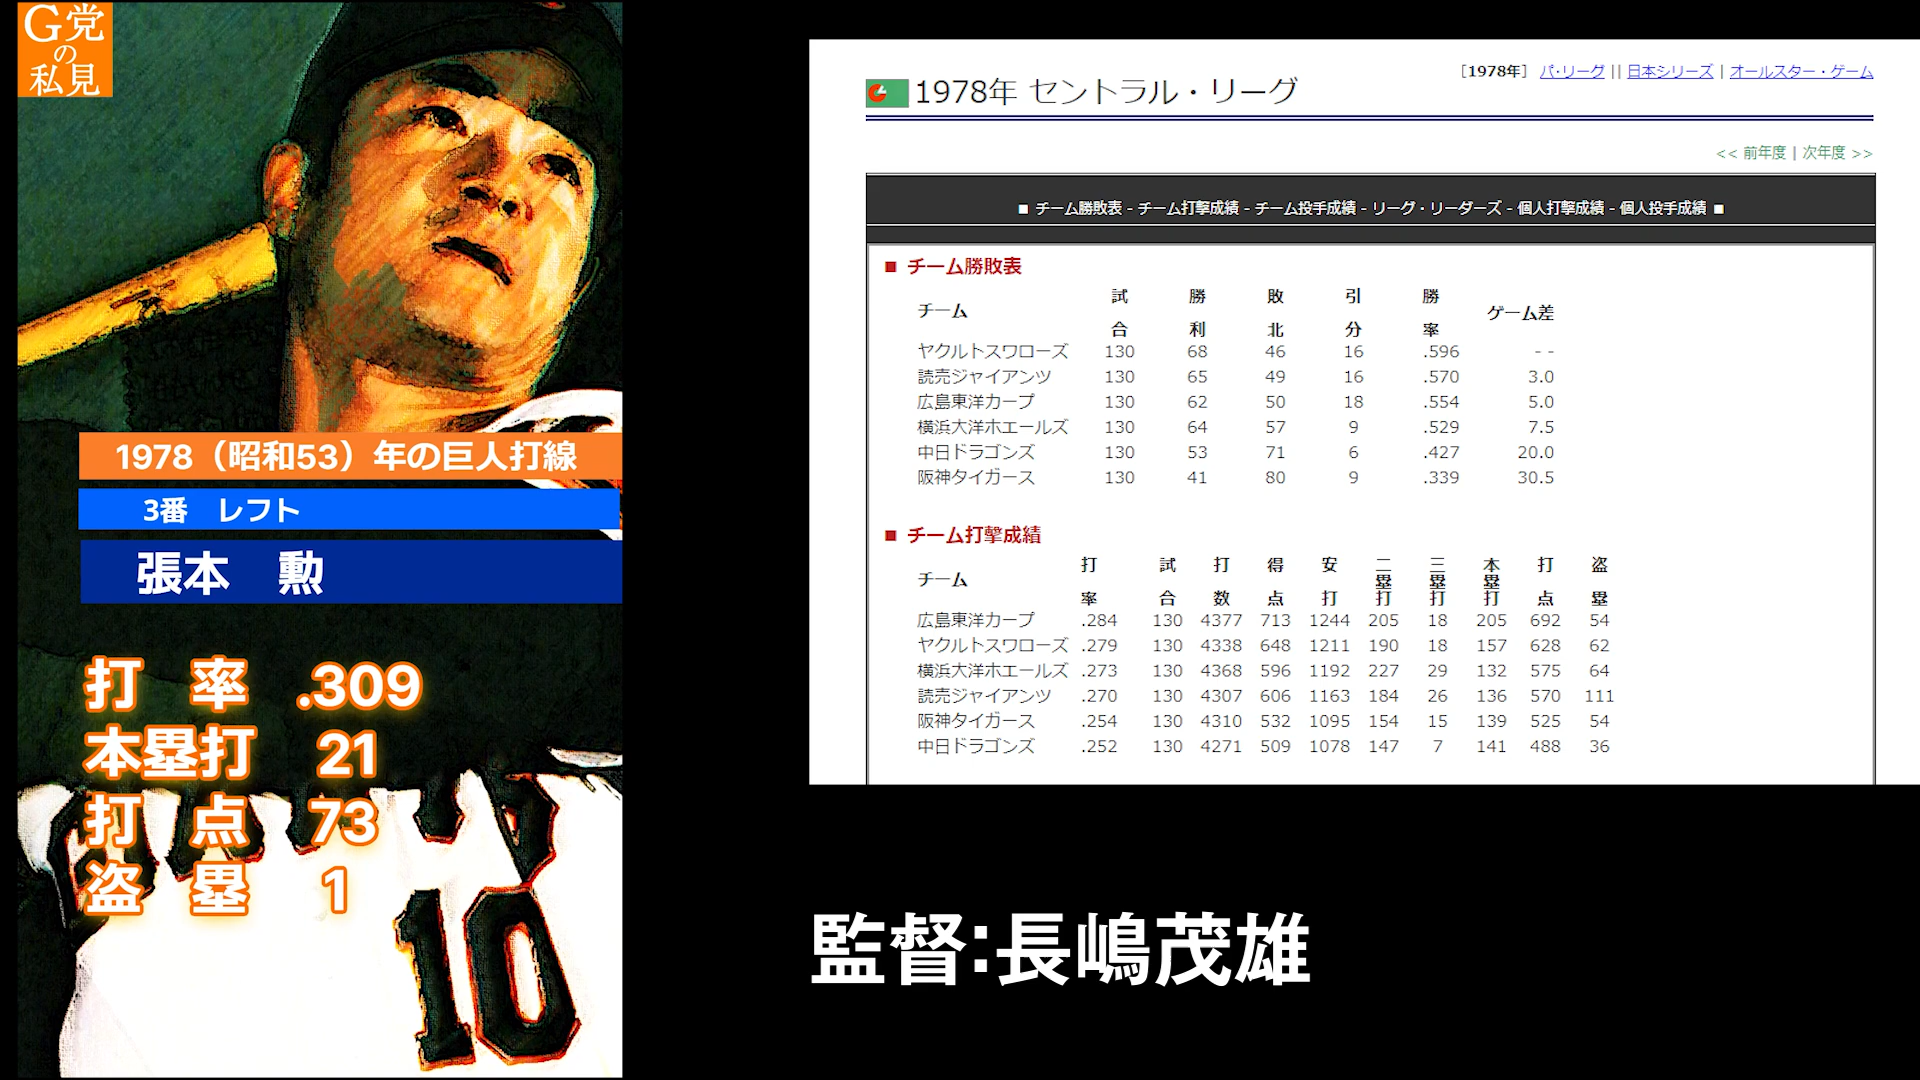 G党
の
私見
1978（昭和53）年の巨人打線
3番　レフト
張本　勲
打　率　.309
本塁打　21
打　点　73
盗　塁　1
10
1978年 セントラル・リーグ
［1978年］ パ・リーグ || 日本シリーズ | オールスター・ゲーム
<< 前年度 | 次年度 >>
■ チーム勝敗表 - チーム打撃成績 - チーム投手成績 - リーグ・リーダーズ - 個人打撃成績 - 個人投手成績 ■
■ チーム勝敗表
チーム 試合 勝利 敗北 引分 勝率 ゲーム差
ヤクルトスワローズ 130 68 46 16 .596 - -
読売ジャイアンツ 130 65 49 16 .570 3.0
広島東洋カープ 130 62 50 18 .554 5.0
横浜大洋ホエールズ 130 64 57 9 .529 7.5
中日ドラゴンズ 130 53 71 6 .427 20.0
阪神タイガース 130 41 80 9 .339 30.5
■ チーム打撃成績
チーム 打率 試合 打数 得点 安打 二塁打 三塁打 本塁打 打点 盗塁
広島東洋カープ .284 130 4377 713 1244 205 18 205 692 54
ヤクルトスワローズ .279 130 4338 648 1211 190 18 157 628 62
横浜大洋ホエールズ .273 130 4368 596 1192 227 29 132 575 64
読売ジャイアンツ .270 130 4307 606 1163 184 26 136 570 111
阪神タイガース .254 130 4310 532 1095 154 15 139 525 54
中日ドラゴンズ .252 130 4271 509 1078 147 7 141 488 36
監督:長嶋茂雄